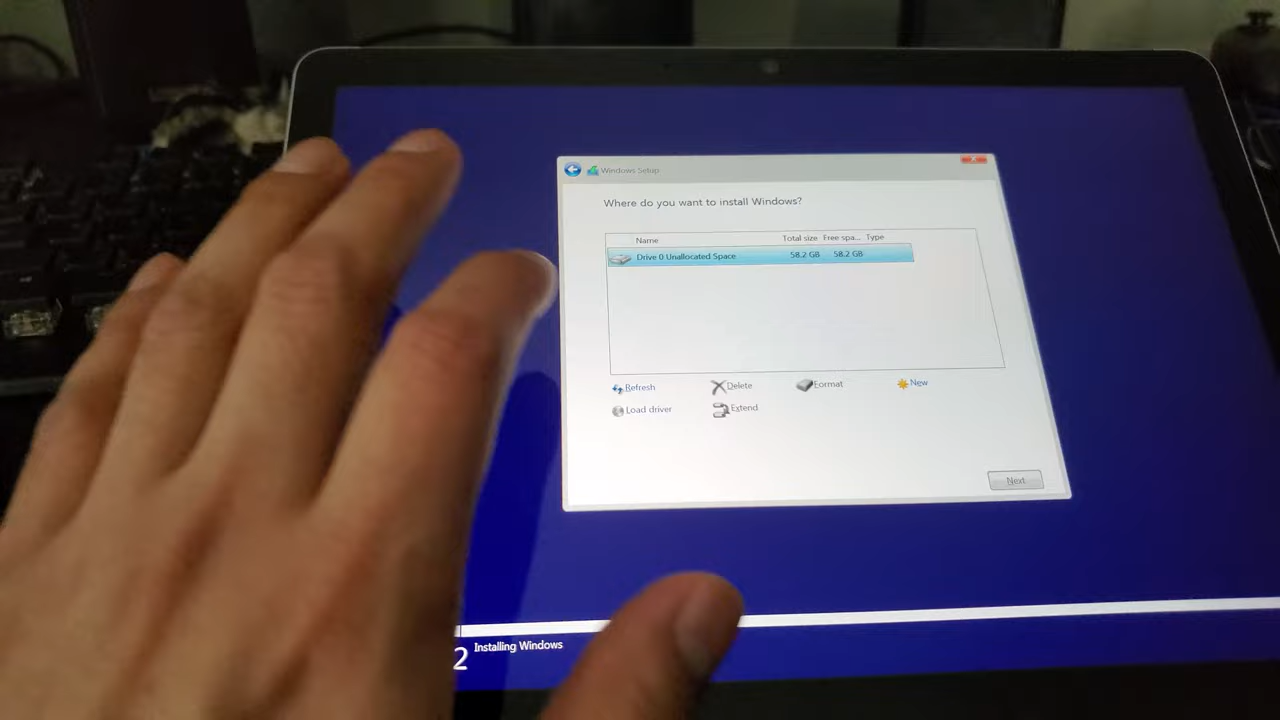 Windows Setup
Where do you want to install Windows?
Name Total size Free spa... Type
Drive 0 Unallocated Space 58.2 GB 58.2 GB
Refresh Delete Format New
Load driver Extend
Next
2 Installing Windows